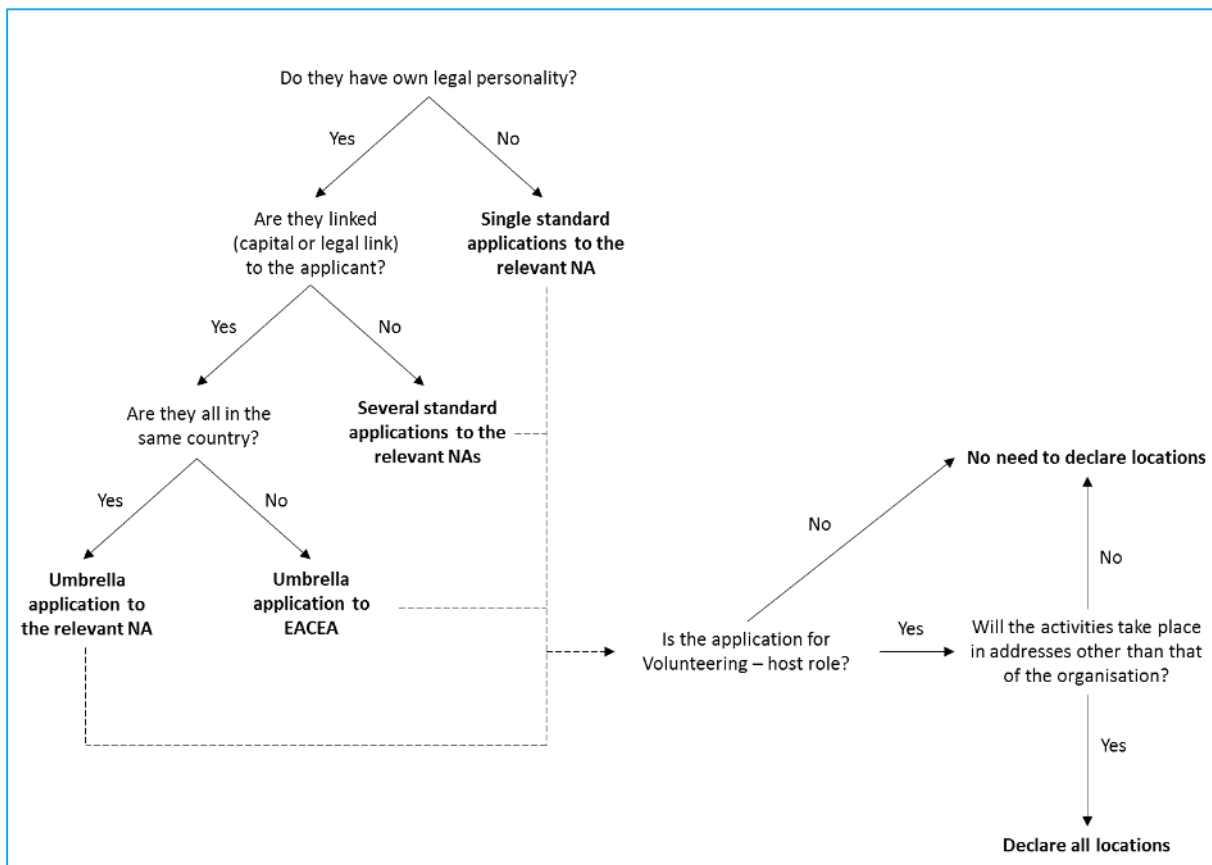 Do they have own legal personality?
Yes
No
Are they linked
(capital or legal link)
to the applicant?
Single standard
applications to the
relevant NA
Yes
No
Are they all in the
same country?
Several standard
applications to the
relevant NAs
Yes
No
Umbrella
application to
the relevant NA
Umbrella
application to
EACEA
Is the application for
Volunteering – host role?
No
Yes
No need to declare locations
No
Will the activities take place
in addresses other than that
of the organisation?
Yes
Declare all locations